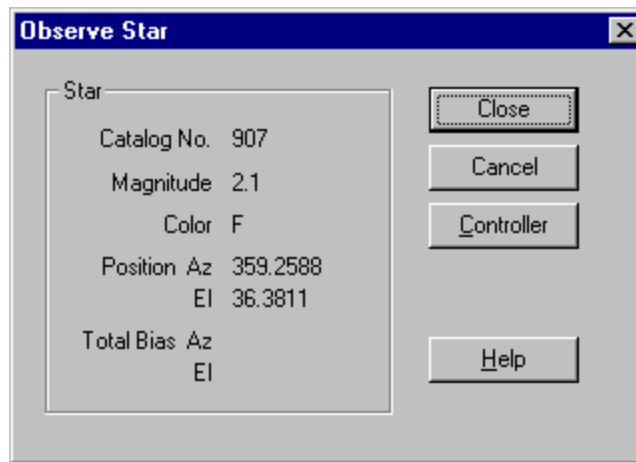 Observe Star
Star
Catalog No. 907
Magnitude 2.1
Color F
Position Az 359.2588
El 36.3811
Total Bias Az
El
Close
Cancel
Controller
Help